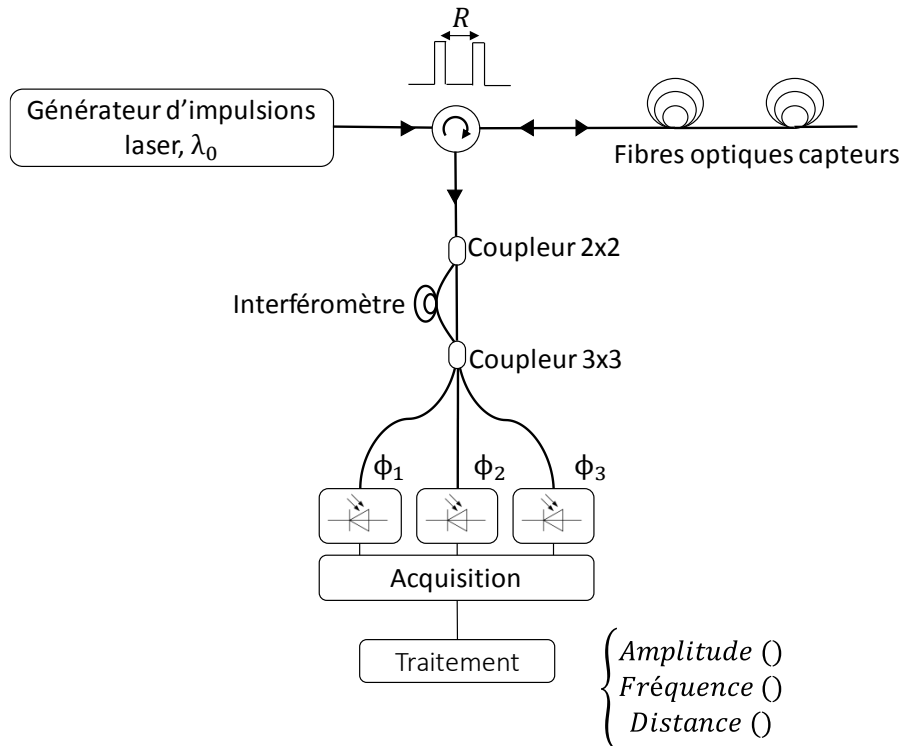 R
Générateur d'impulsions
laser, λ₀
Fibres optiques capteurs
Coupleur 2x2
Interféromètre
Coupleur 3x3
ϕ₁
ϕ₂
ϕ₃
Acquisition
Traitement
Amplitude ()
Fréquence ()
Distance ()